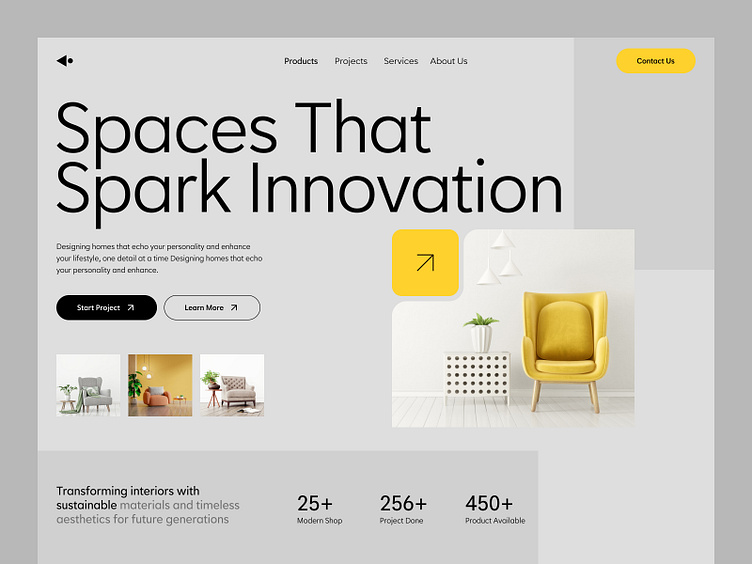 Products Projects Services About Us Contact Us
Spaces That
Spark Innovation
Designing homes that echo your personality and enhance
your lifestyle, one detail at a time Designing homes that echo
your personality and enhance.
Start Project Learn More
Transforming interiors with
sustainable materials and timeless
aesthetics for future generations
25+ 256+ 450+
Modern Shop Project Done Product Available